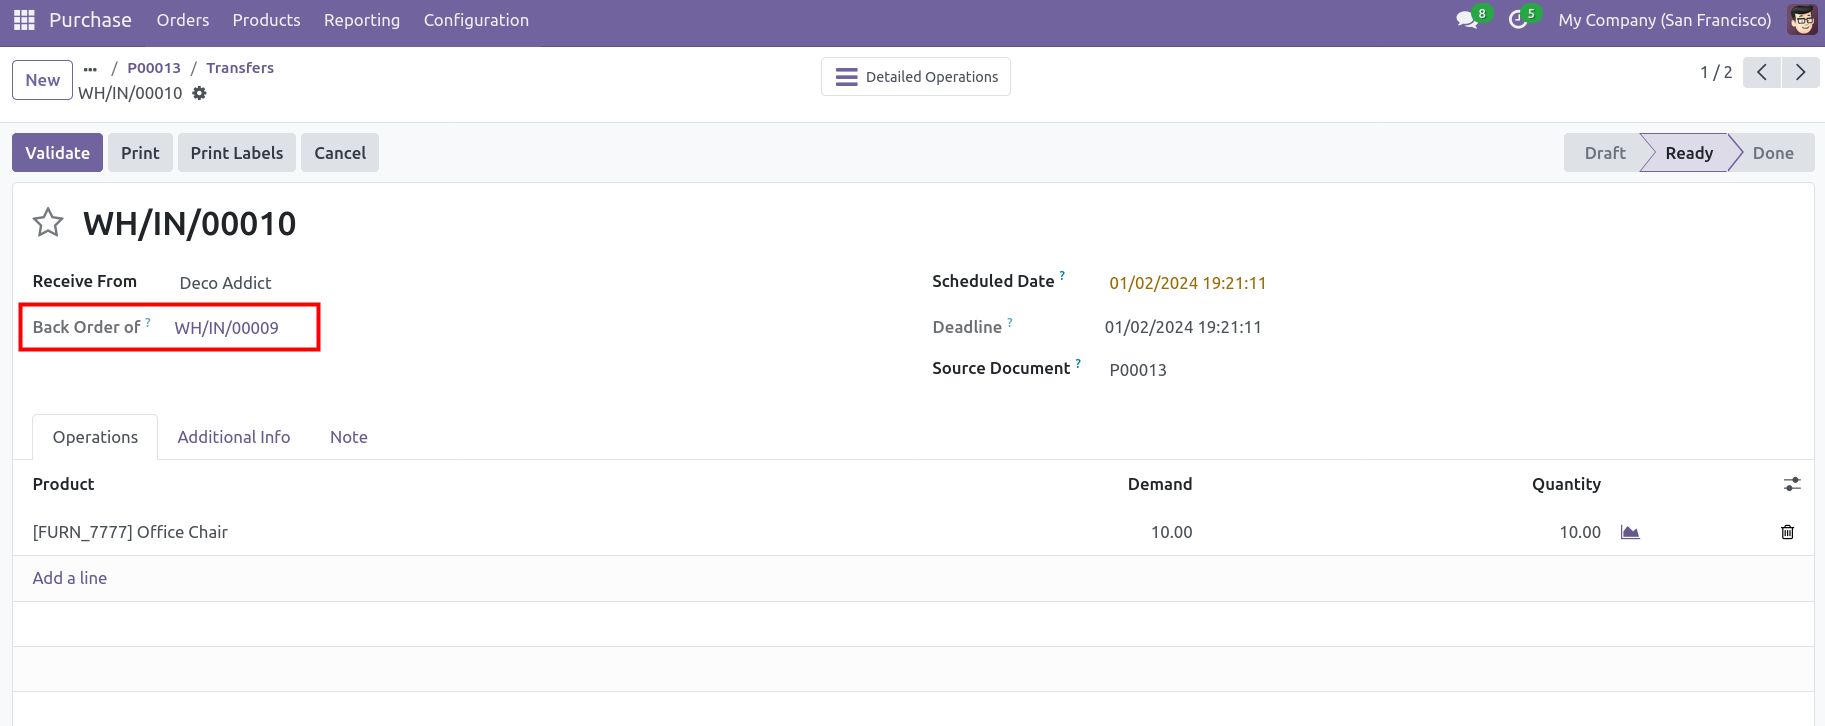 Purchase Orders Products Reporting Configuration 8 5 My Company (San Francisco)
New ... / P00013 / Transfers
WH/IN/00010
Detailed Operations
1 / 2
Validate Print Print Labels Cancel
Draft Ready Done
WH/IN/00010
Receive From Deco Addict
Back Order of ? WH/IN/00009
Scheduled Date ? 01/02/2024 19:21:11
Deadline ? 01/02/2024 19:21:11
Source Document ? P00013
Operations Additional Info Note
Product Demand Quantity
[FURN_7777] Office Chair 10.00 10.00
Add a line